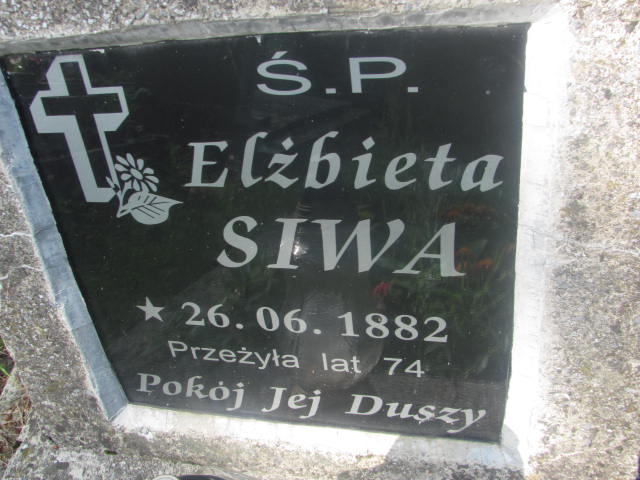 Ś.P.
Elżbieta
SIWA
★ 26. 06. 1882
Przeżyła lat 74
Pokój Jej Duszy